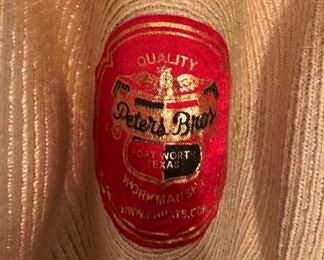 QUALITY
Peters Bros
FORT WORTH
TEXAS
WORKMANSHIP